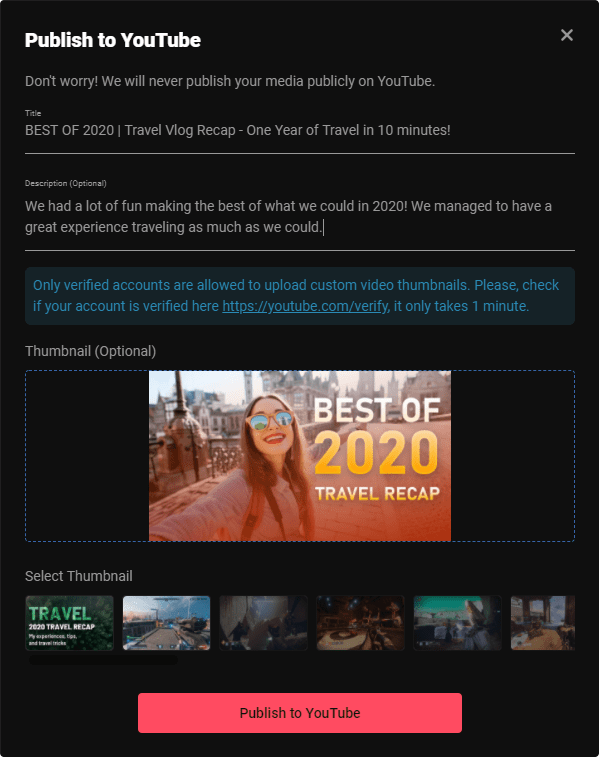 Publish to YouTube
Don't worry! We will never publish your media publicly on YouTube.
Title
BEST OF 2020 | Travel Vlog Recap - One Year of Travel in 10 minutes!
Description (Optional)
We had a lot of fun making the best of what we could in 2020! We managed to have a
great experience traveling as much as we could.
Only verified accounts are allowed to upload custom video thumbnails. Please, check
if your account is verified here https://youtube.com/verify, it only takes 1 minute.
Thumbnail (Optional)
BEST OF
2020
TRAVEL RECAP
Select Thumbnail
TRAVEL
2020 TRAVEL RECAP
My experiences, tips,
and travel tricks
Publish to YouTube